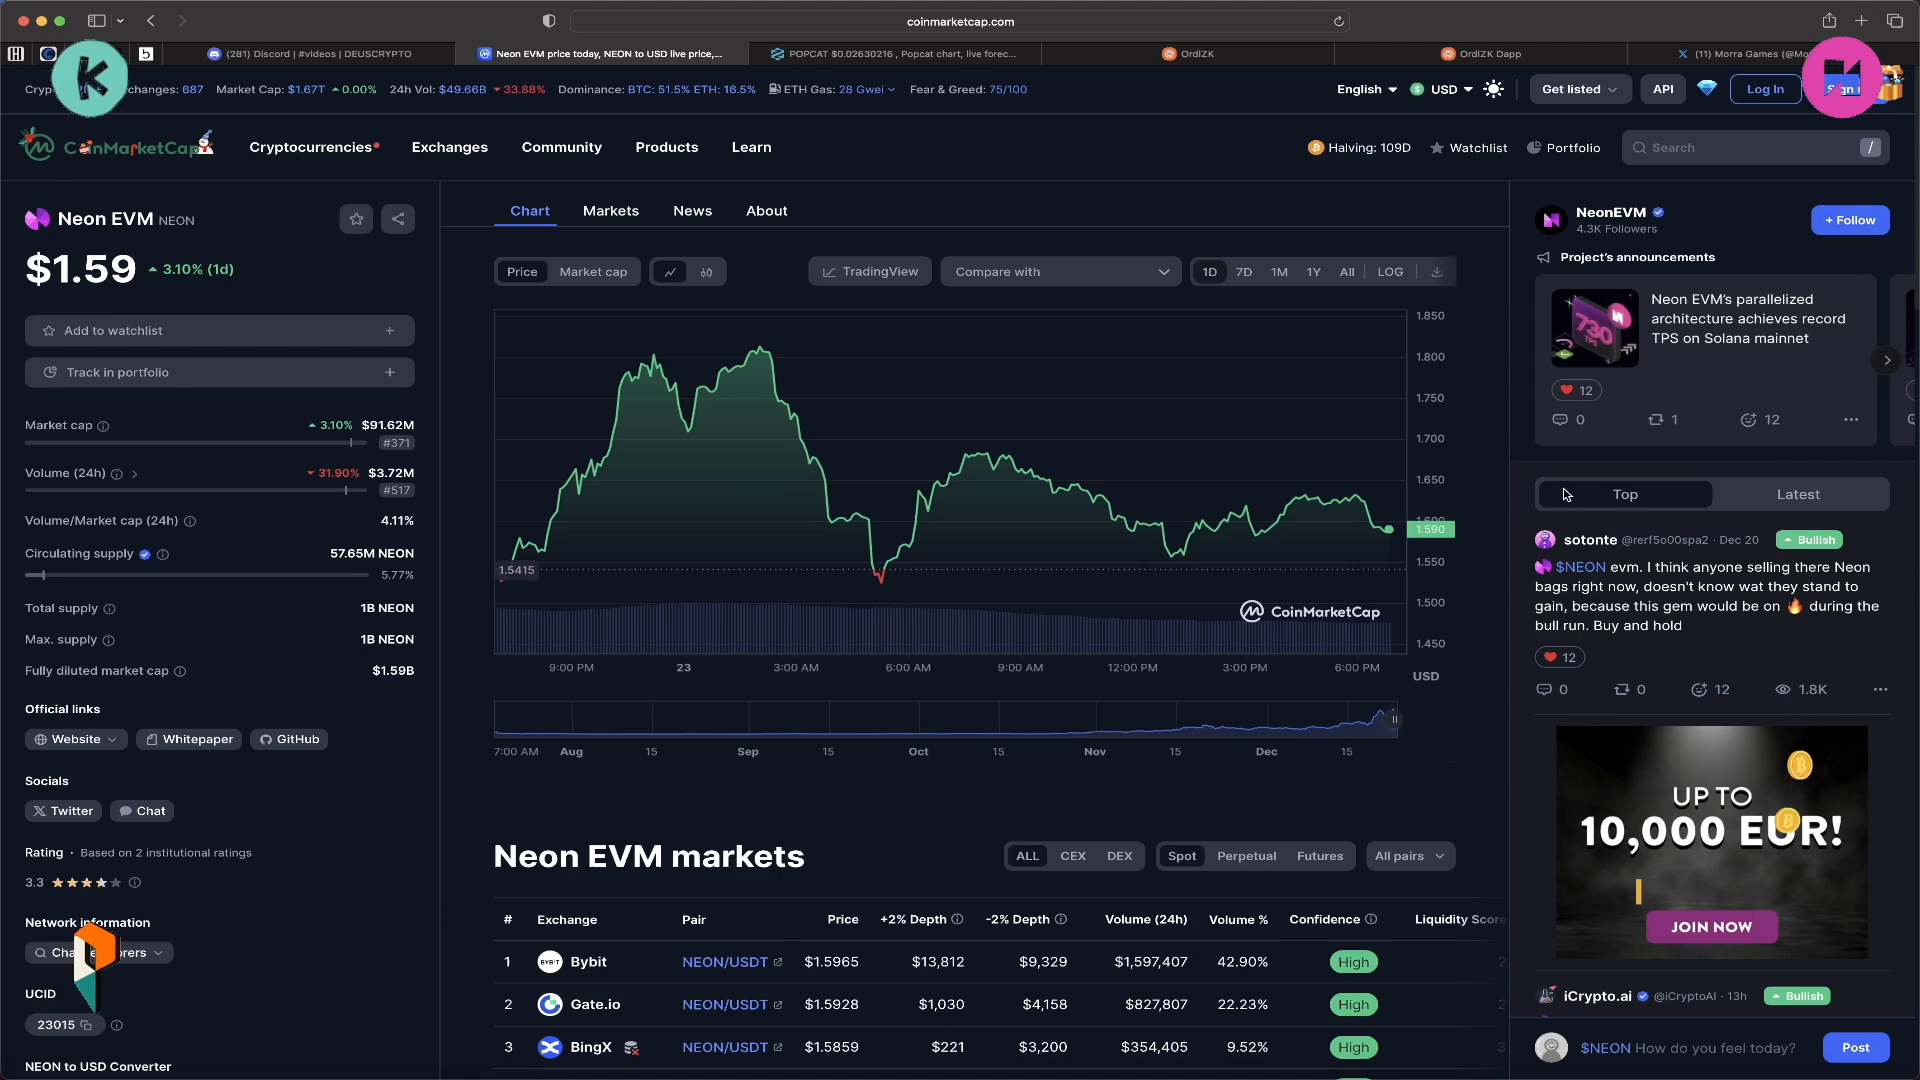 coinmarketcap.com
(281) Discord | #videos | DEUSCRYPTO
Neon EVM price today, NEON to USD live price,...
POPCAT $0.02630216 , Popcat chart, live forec...
OrdiZK
OrdiZK Dapp
Morra Games (@Mo
changes: 687
Market Cap: $1.67T 0.00%
24h Vol: $49.66B 33.88%
Dominance: BTC: 51.5% ETH: 16.5%
ETH Gas: 28 Gwei
Fear & Greed: 75/100
English
USD
Get listed
API
Log In
CoinMarketCap
Cryptocurrencies
Exchanges
Community
Products
Learn
Halving: 109D
Watchlist
Portfolio
Search
/
Neon EVM NEON
$1.59 3.10% (1d)
Add to watchlist +
Track in portfolio +
Market cap 3.10% $91.62M
#371
Volume (24h) 31.90% $3.72M
#517
Volume/Market cap (24h) 4.11%
Circulating supply 57.65M NEON
5.77%
Total supply 1B NEON
Max. supply 1B NEON
Fully diluted market cap $1.59B
Official links
Website
Whitepaper
GitHub
Socials
Twitter
Chat
Rating · Based on 2 institutional ratings
3.3
Network information
UCID
23015
NEON to USD Converter
Chart
Markets
News
About
Price
Market cap
TradingView
Compare with
1D 7D 1M 1Y All LOG
1.850
1.800
1.750
1.700
1.650
1.590
1.550
1.500
1.450
1.5415
CoinMarketCap
9:00 PM 23 3:00 AM 6:00 AM 9:00 AM 12:00 PM 3:00 PM 6:00 PM
USD
7:00 AM Aug 15 Sep 15 Oct 15 Nov 15 Dec 15
Neon EVM markets
ALL CEX DEX
Spot Perpetual Futures
All pairs
# Exchange Pair Price +2% Depth -2% Depth Volume (24h) Volume % Confidence Liquidity Score
1 BYBIT Bybit NEON/USDT $1.5965 $13,812 $9,329 $1,597,407 42.90% High
2 Gate.io NEON/USDT $1.5928 $1,030 $4,158 $827,807 22.23% High
3 BingX NEON/USDT $1.5859 $221 $3,200 $354,405 9.52% High
NeonEVM
4.3K Followers
+ Follow
Project's announcements
730
TPS
Neon EVM's parallelized
architecture achieves record
TPS on Solana mainnet
12
0 1 12
Top
Latest
sotonte @rerf5o00spa2 · Dec 20 Bullish
$NEON evm. I think anyone selling there Neon
bags right now, doesn't know wat they stand to
gain, because this gem would be on 🔥 during the
bull run. Buy and hold
12
0 0 12 1.8K
UP TO
10,000 EUR!
JOIN NOW
iCrypto.ai @iCryptoAI · 13h Bullish
$NEON How do you feel today?
Post